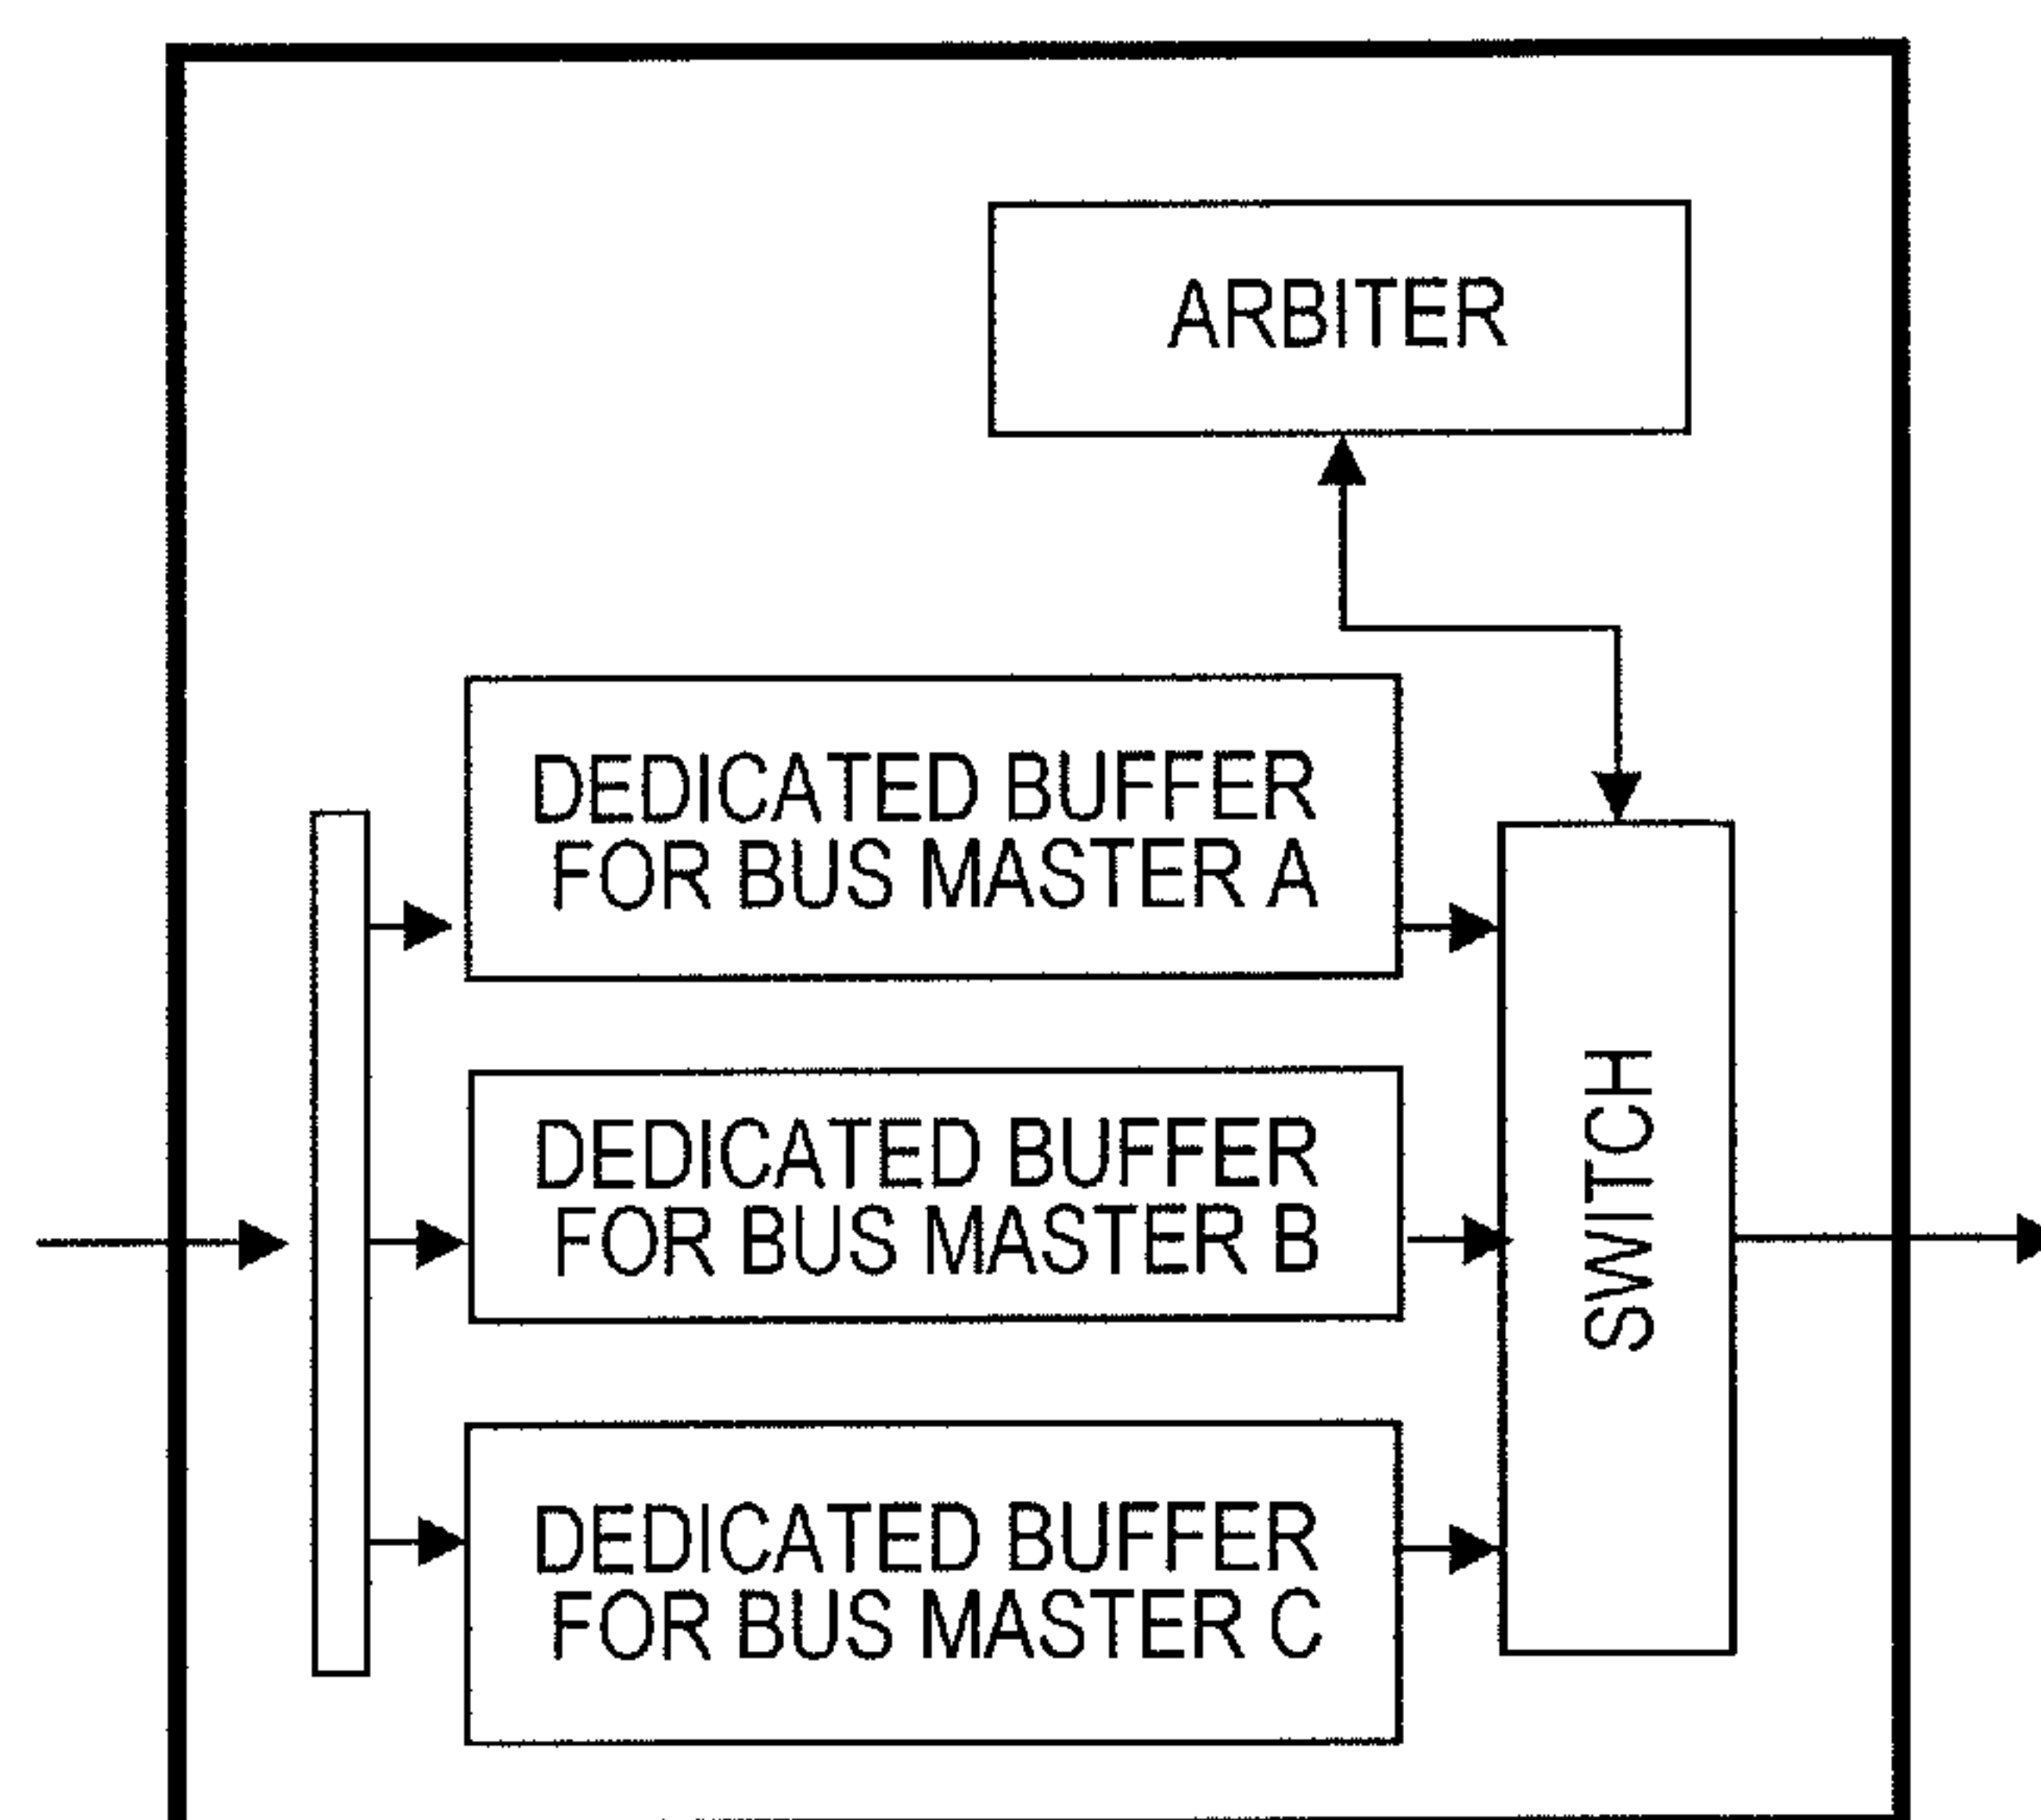 ARBITER
DEDICATED BUFFER
FOR BUS MASTER A
DEDICATED BUFFER
FOR BUS MASTER B
DEDICATED BUFFER
FOR BUS MASTER C
SWITCH